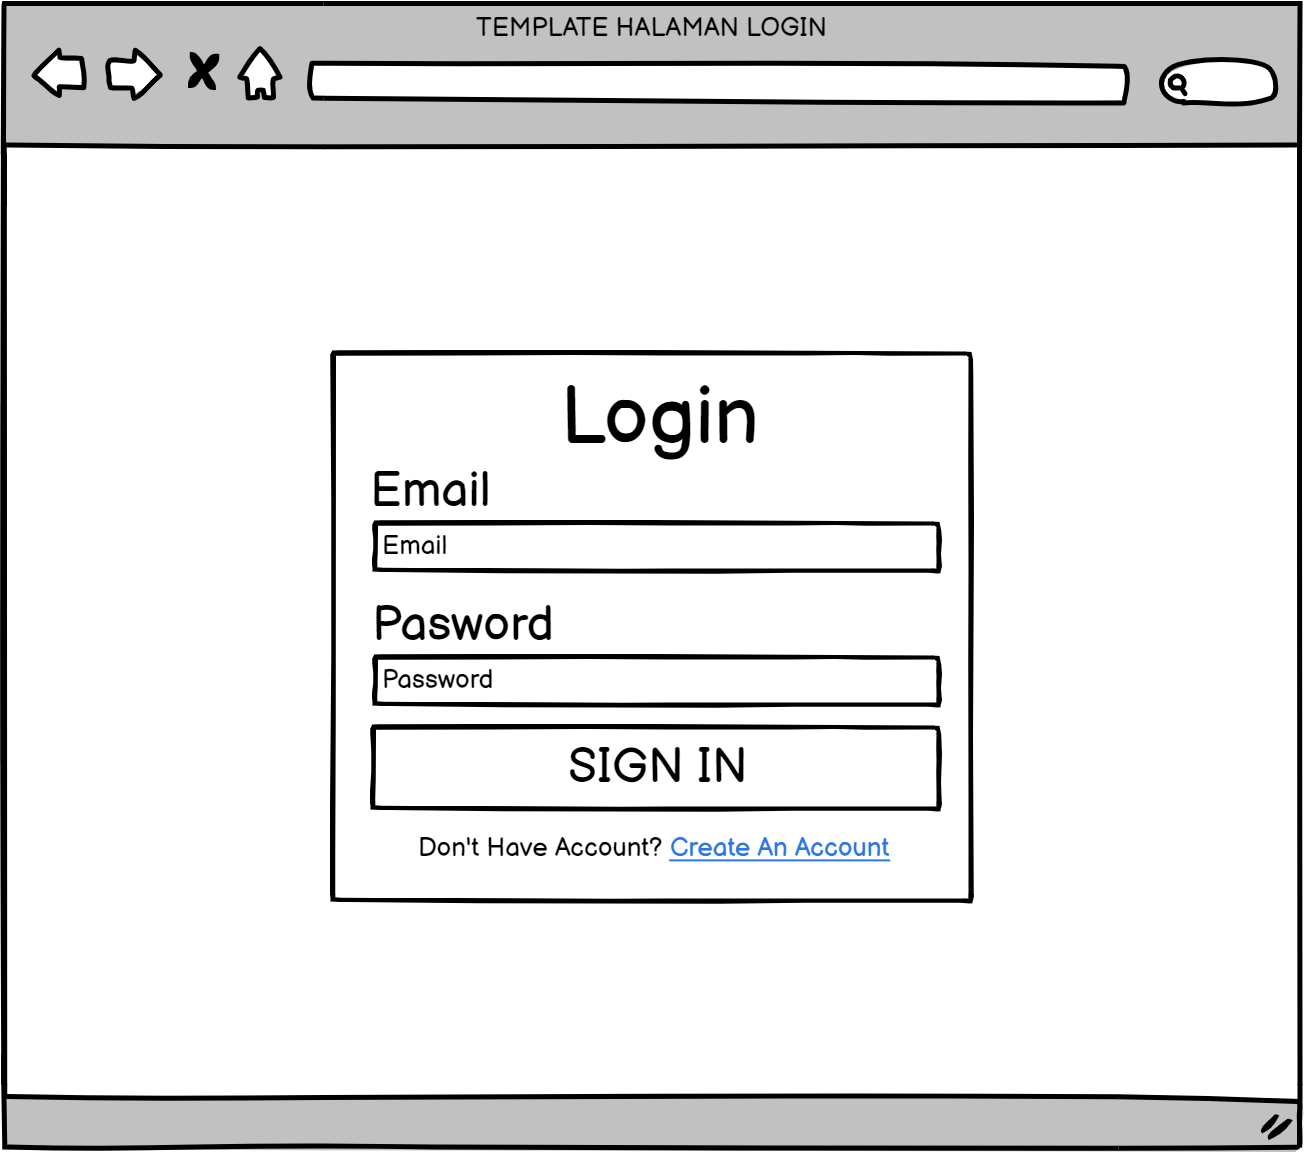 TEMPLATE HALAMAN LOGIN
Login
Email
Email
Pasword
Password
SIGN IN
Don't Have Account? Create An Account